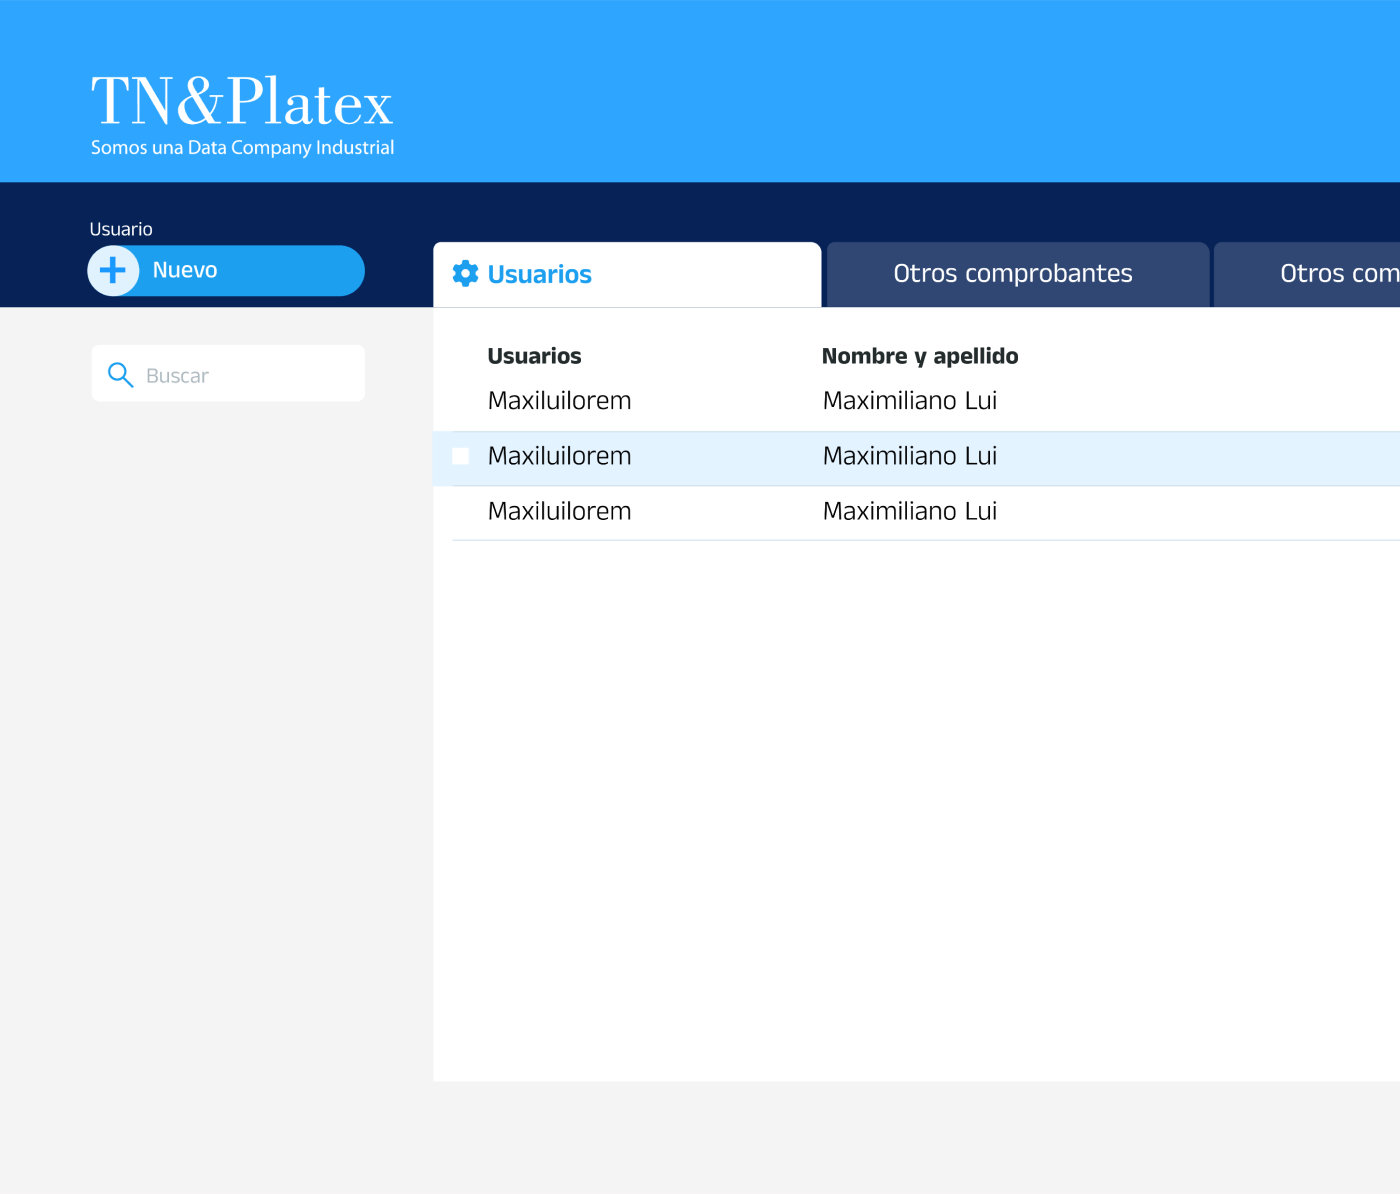 TN&Platex
Somos una Data Company Industrial
Usuario
Nuevo
Usuarios
Otros comprobantes
Otros com
Buscar
Usuarios Nombre y apellido
Maxiluilorem Maximiliano Lui
Maxiluilorem Maximiliano Lui
Maxiluilorem Maximiliano Lui